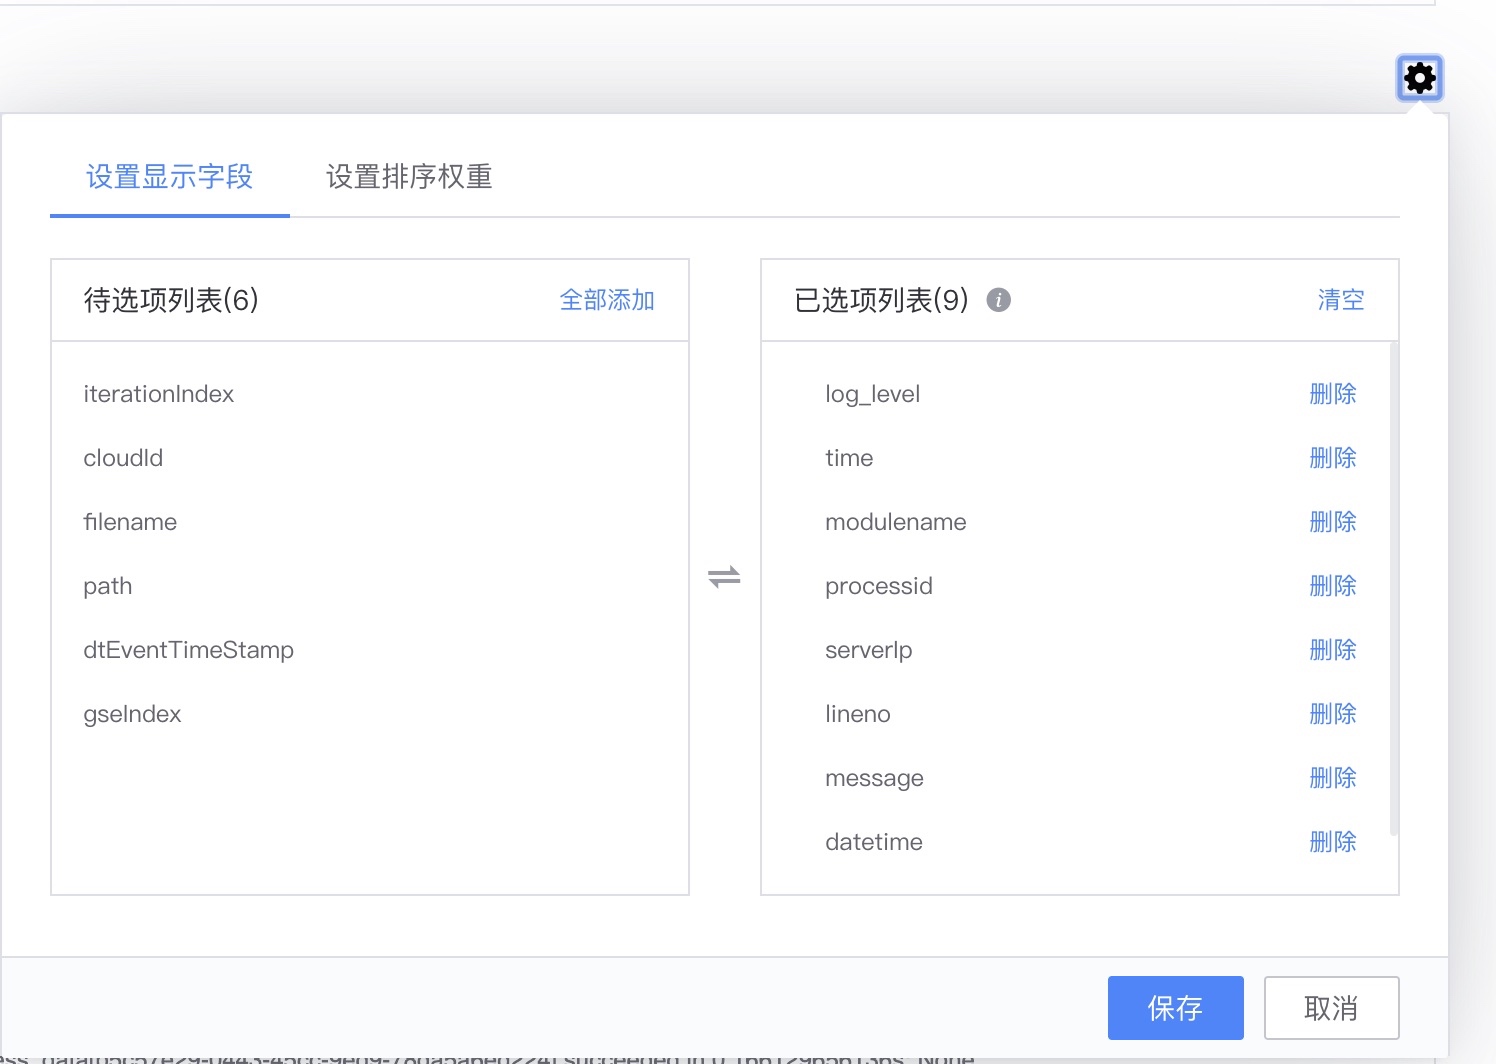 设置显示字段 设置排序权重
待选项列表(6) 全部添加
iterationIndex
cloudId
filename
path
dtEventTimeStamp
gseIndex
已选项列表(9) 清空
log_level 删除
time 删除
modulename 删除
processid 删除
serverIp 删除
lineno 删除
message 删除
datetime 删除
保存 取消